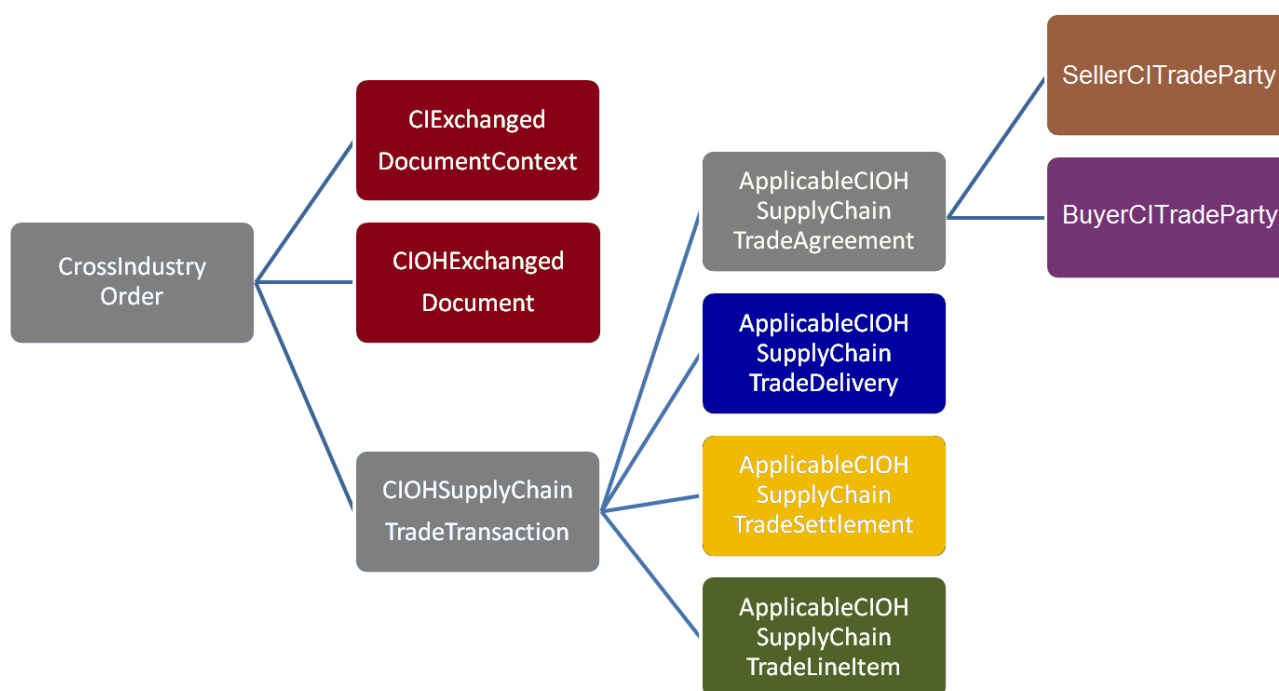 CrossIndustry
Order
CIExchanged
DocumentContext
CIOHExchanged
Document
CIOHSupplyChain
TradeTransaction
ApplicableCIOH
SupplyChain
TradeAgreement
ApplicableCIOH
SupplyChain
TradeDelivery
ApplicableCIOH
SupplyChain
TradeSettlement
ApplicableCIOH
SupplyChain
TradeLineItem
SellerCITradeParty
BuyerCITradeParty